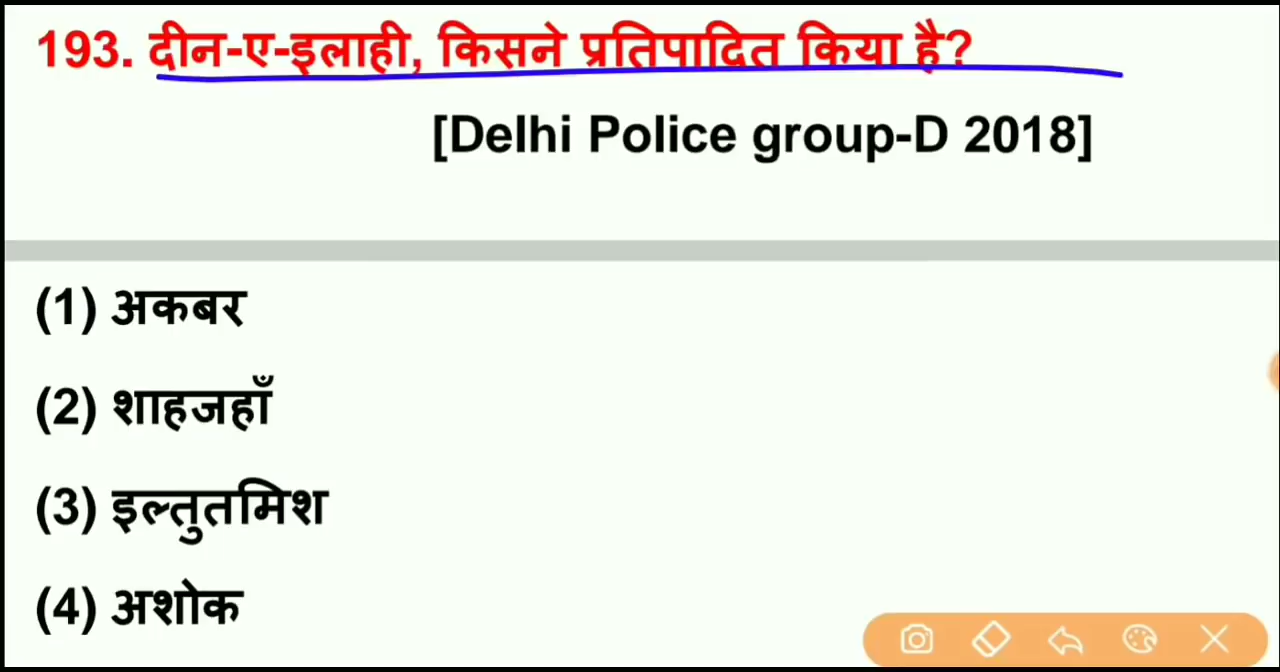 193. दीन-ए-इलाही, किसने प्रतिपादित किया है?
[Delhi Police group-D 2018]
(1) अकबर
(2) शाहजहाँ
(3) इल्तुतमिश
(4) अशोक